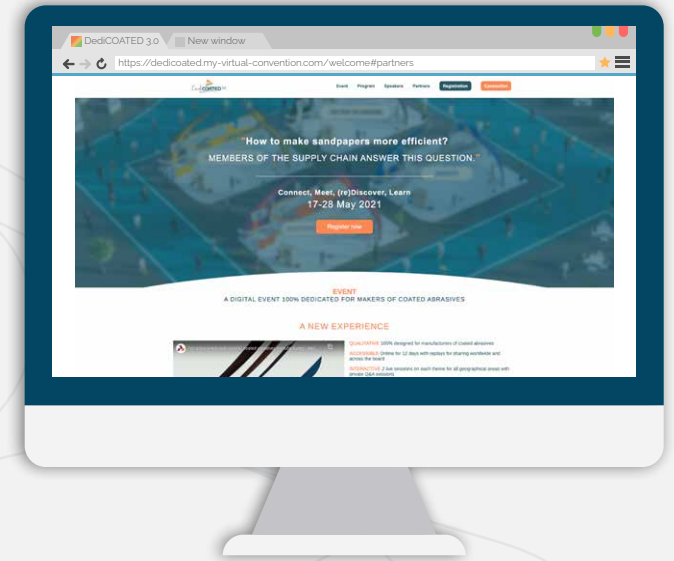 DediCOATED 3.0
New window
https://dedicoated.my-virtual-convention.com/welcome#partners
Event Program Speakers Partners Registration
"How to make sandpapers more efficient?
MEMBERS OF THE SUPPLY CHAIN ANSWER THIS QUESTION."
Connect, Meet, (re)Discover, Learn
17-28 May 2021
Register now
EVENT
A DIGITAL EVENT 100% DEDICATED FOR MAKERS OF COATED ABRASIVES
A NEW EXPERIENCE
QUALITATIVE 100% designed for manufacturers of coated abrasives
ACCESSIBLE Online for 12 days with replays for sharing worldwide and
across the board
INTERACTIVE 2 live sessions on each theme for all geographical areas with
private Q&A sessions